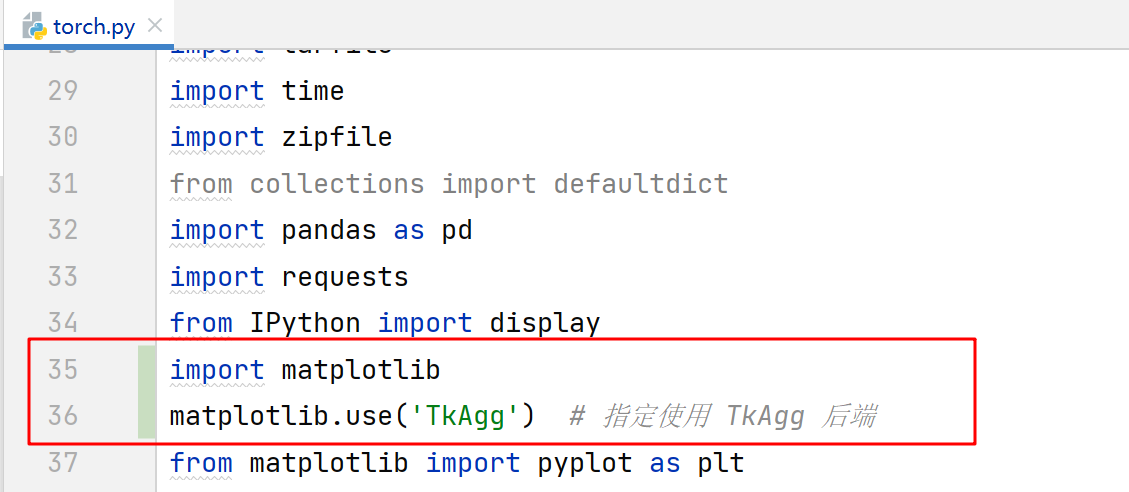 torch.py
29 import time
30 import zipfile
31 from collections import defaultdict
32 import pandas as pd
33 import requests
34 from IPython import display
35 import matplotlib
36 matplotlib.use('TkAgg')  # 指定使用 TkAgg 后端
37 from matplotlib import pyplot as plt